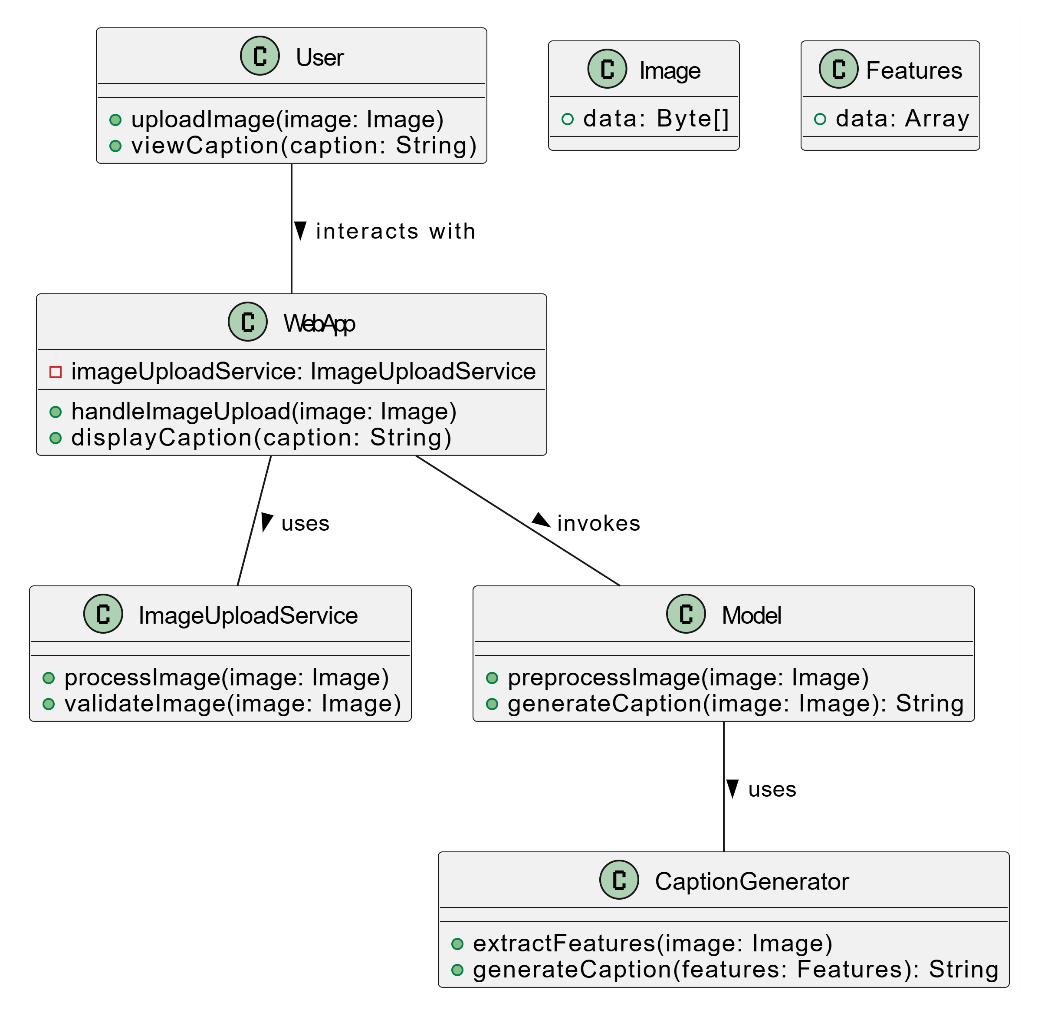 C User
uploadImage(image: Image)
viewCaption(caption: String)
C Image
data: Byte[]
C Features
data: Array
interacts with
C WebApp
imageUploadService: ImageUploadService
handleImageUpload(image: Image)
displayCaption(caption: String)
uses
invokes
C ImageUploadService
processImage(image: Image)
validateImage(image: Image)
C Model
preprocessImage(image: Image)
generateCaption(image: Image): String
uses
C CaptionGenerator
extractFeatures(image: Image)
generateCaption(features: Features): String